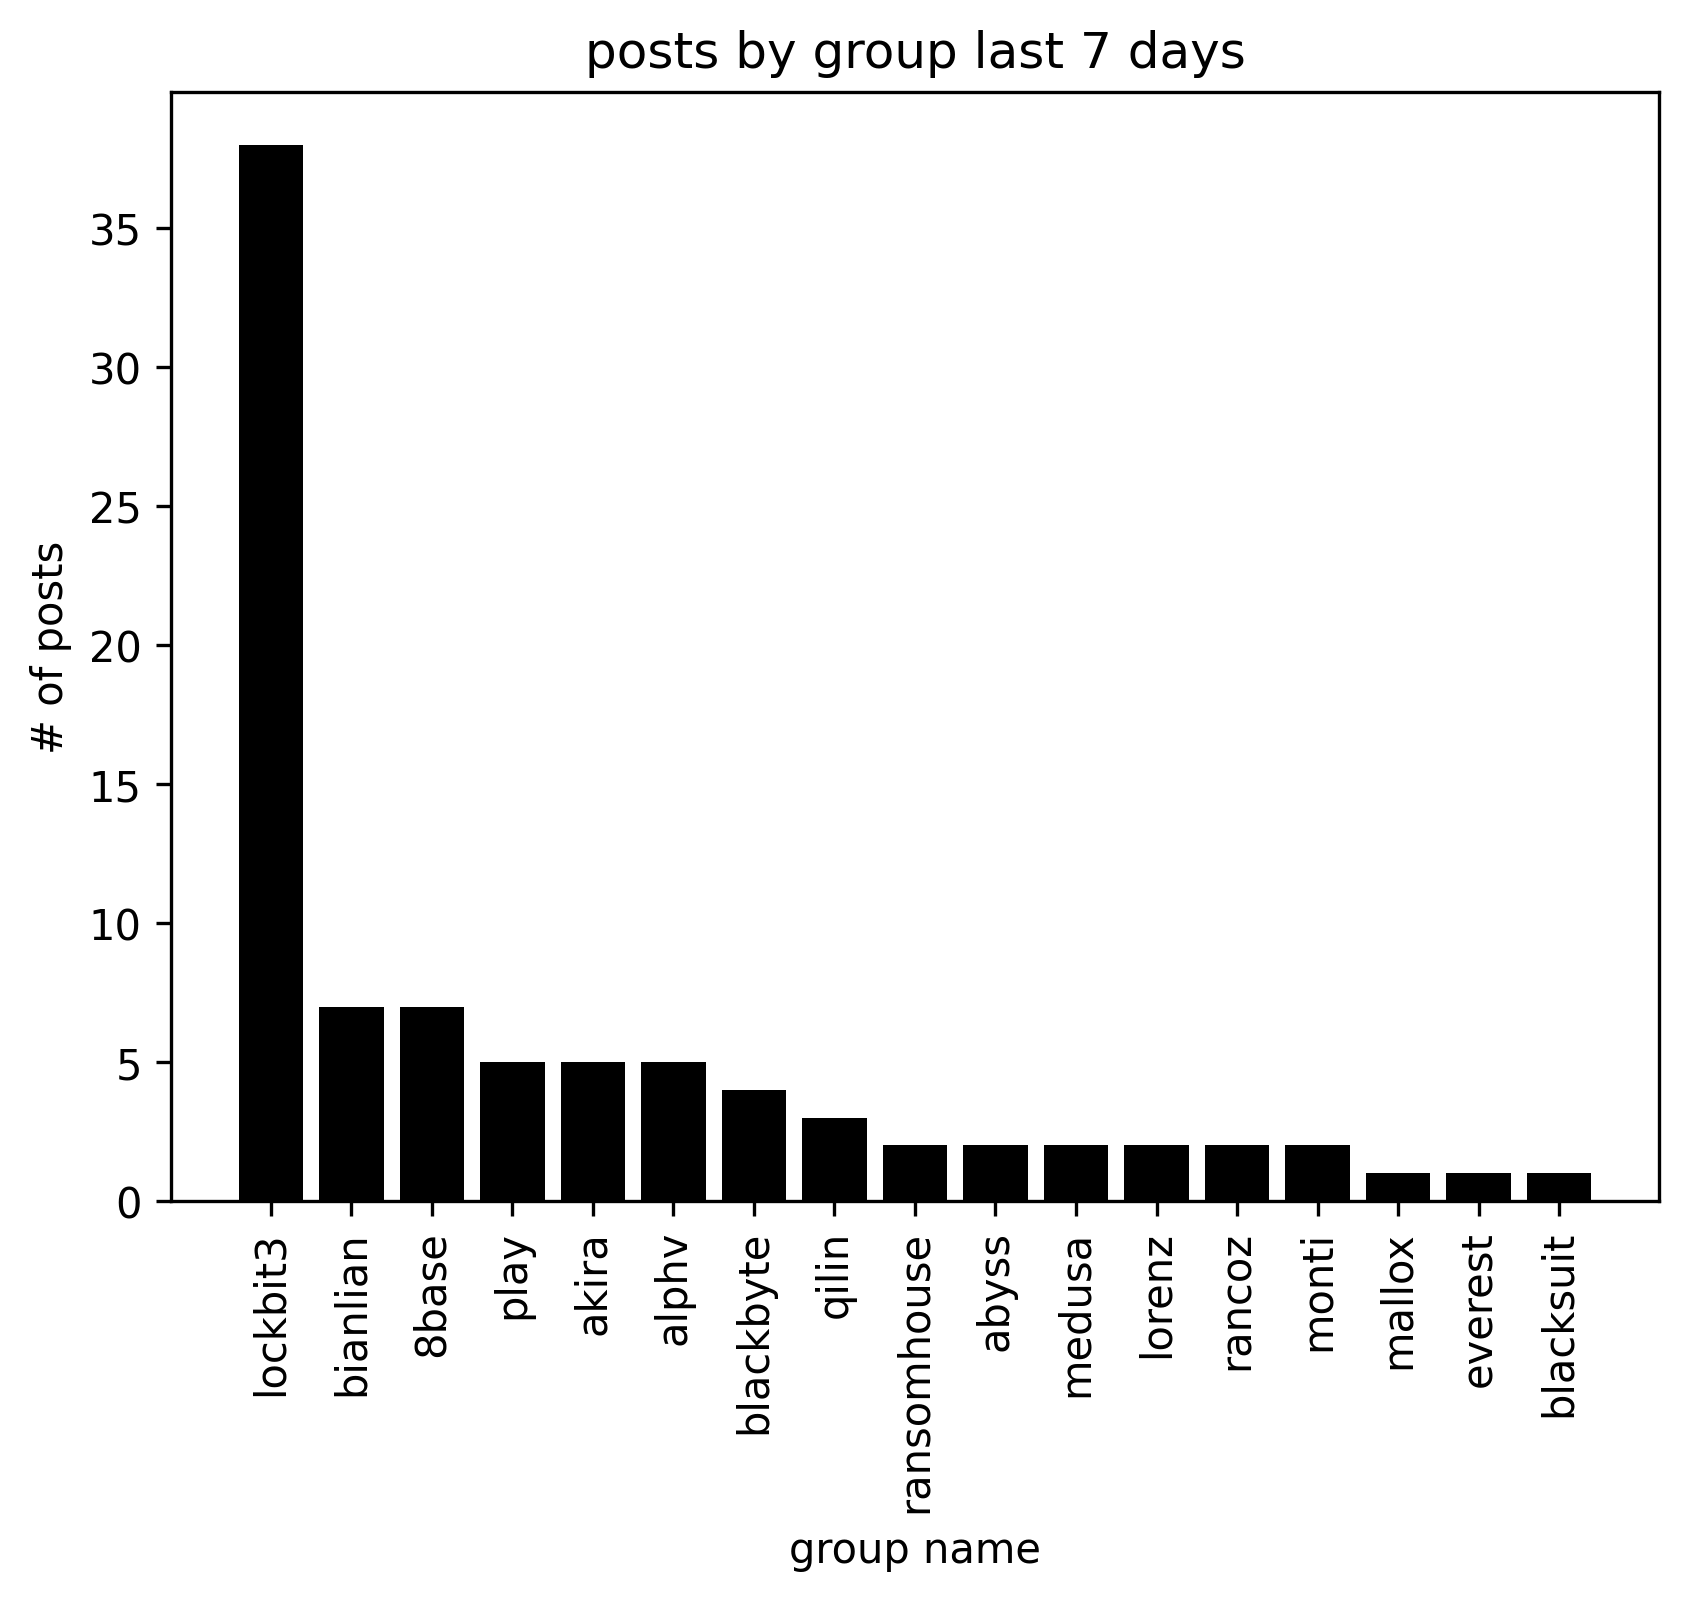 posts by group last 7 days
# of posts
35
30
25
20
15
10
5
0
lockbit3
bianlian
8base
play
akira
alphv
blackbyte
qilin
ransomhouse
abyss
medusa
lorenz
rancoz
monti
mallox
everest
blacksuit
group name